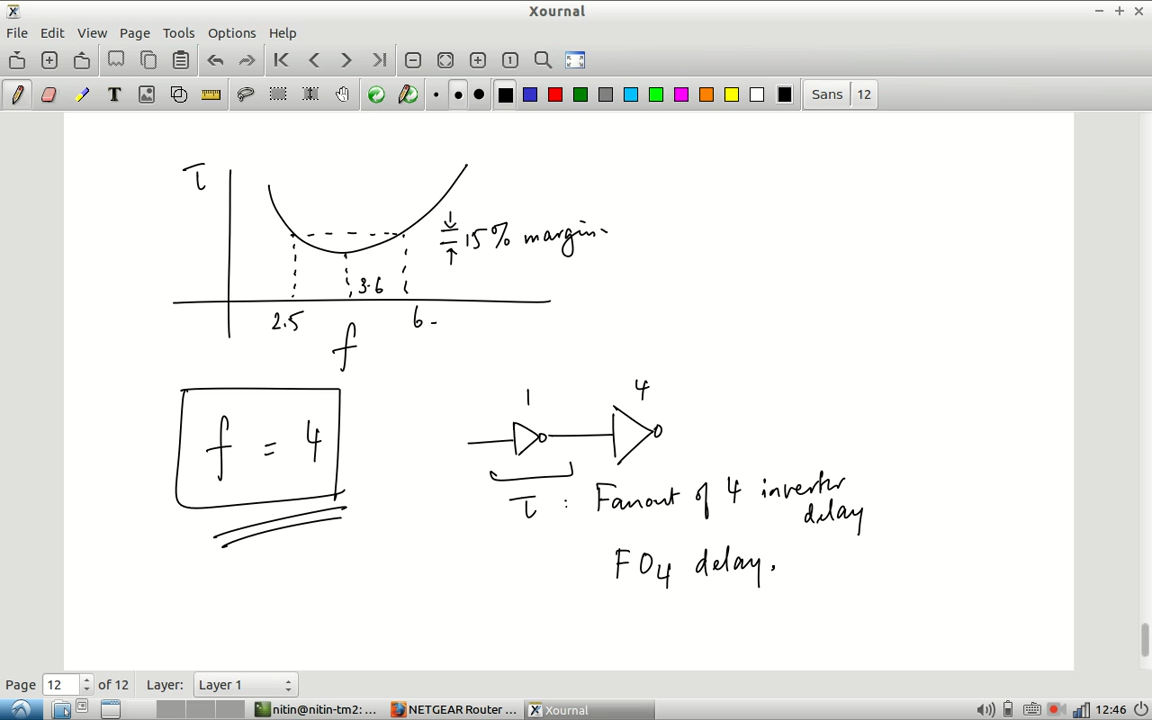 Xournal
File Edit View Page Tools Options Help
Sans 12
τ
15% margin
3.6
2.5
6
f
1
4
f = 4
τ : Fanout of 4 inverter
delay
FO4 delay.
Page 12 of 12 Layer: Layer 1
nitin@nitin-tm2: ... NETGEAR Router ... Xournal 12:46